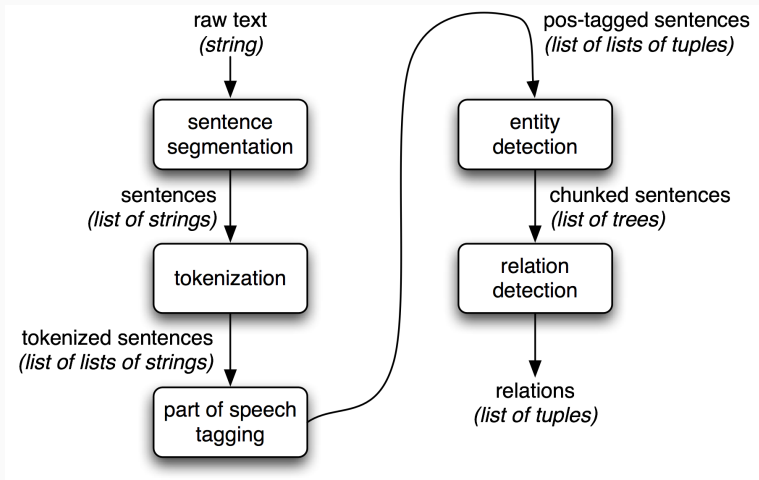 raw text
(string)
sentence
segmentation
sentences
(list of strings)
tokenization
tokenized sentences
(list of lists of strings)
part of speech
tagging
pos-tagged sentences
(list of lists of tuples)
entity
detection
chunked sentences
(list of trees)
relation
detection
relations
(list of tuples)